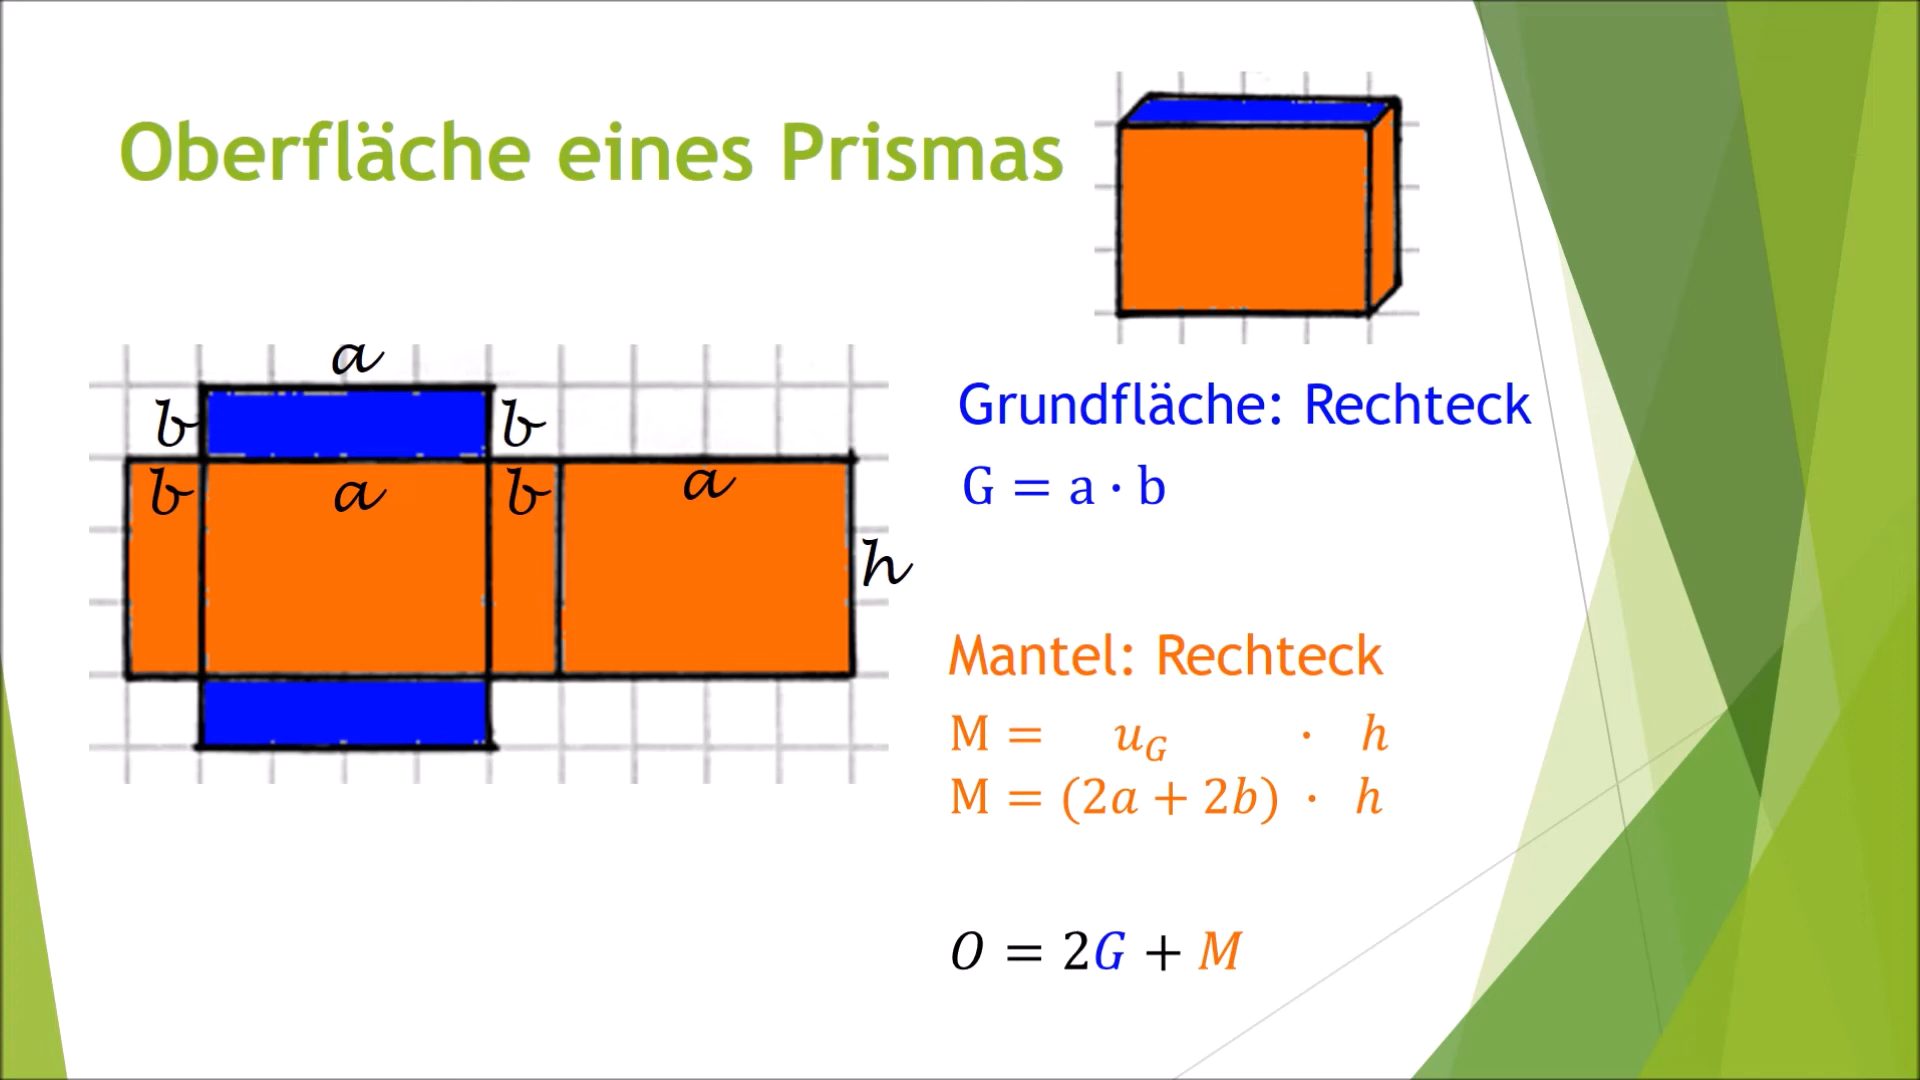 Oberfläche eines Prismas
a
b b
b a b a
h
Grundfläche: Rechteck
G = a · b
Mantel: Rechteck
M = u_G · h
M = (2a + 2b) · h
O = 2G + M